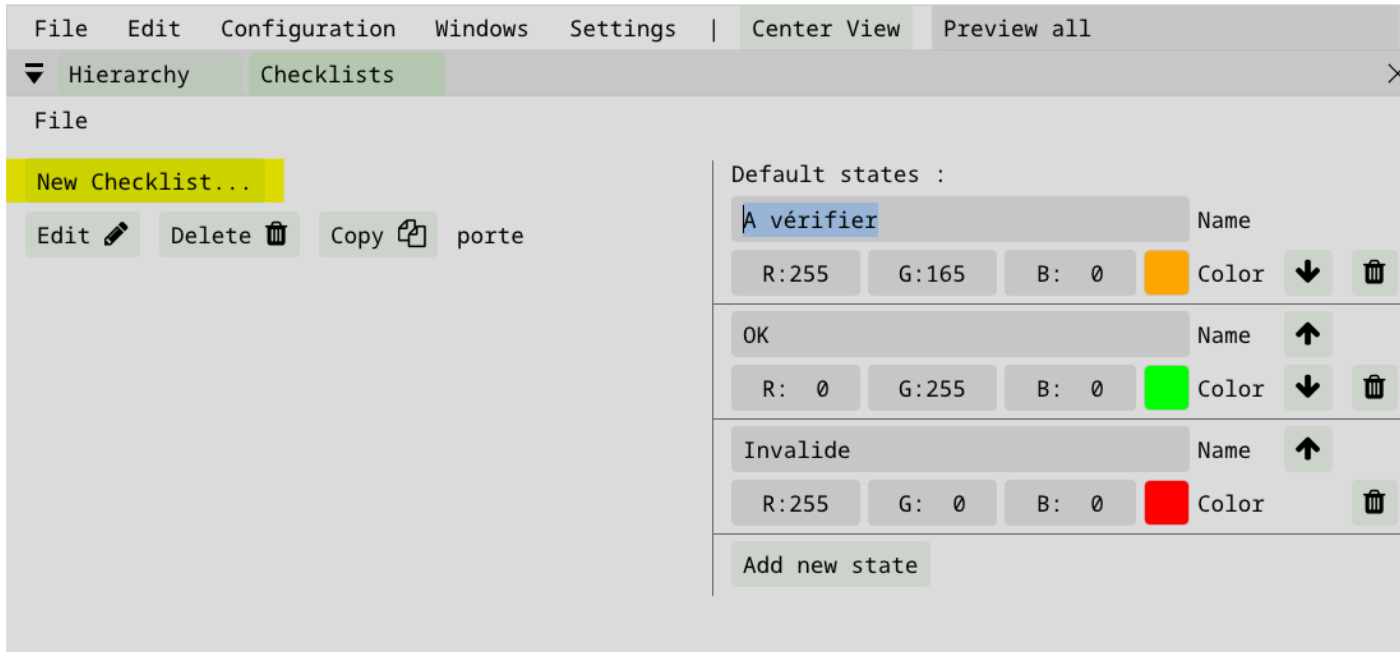 File Edit Configuration Windows Settings | Center View Preview all
Hierarchy Checklists
File
New Checklist...
Edit Delete Copy porte
Default states :
A vérifier Name
R:255 G:165 B: 0 Color
OK Name
R: 0 G:255 B: 0 Color
Invalide Name
R:255 G: 0 B: 0 Color
Add new state